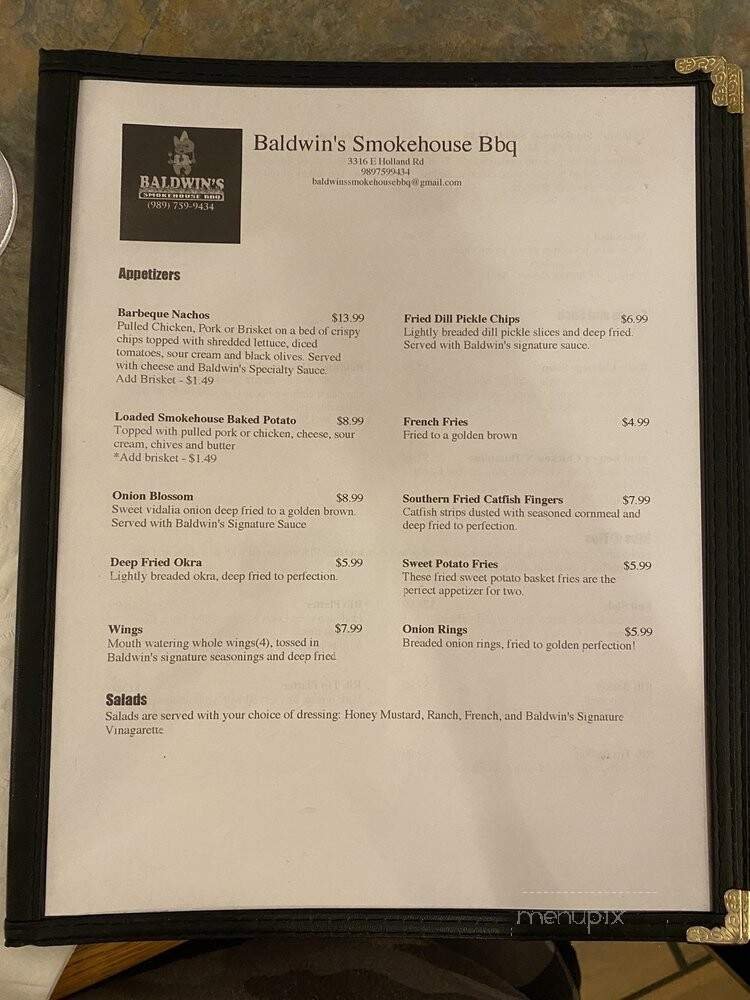 BALDWIN'S
SMOKEHOUSE BBQ
(989) 759-9434
Baldwin's Smokehouse Bbq
3316 E Holland Rd
9897599434
baldwinssmokehousebbq@gmail.com
Appetizers
Barbeque Nachos $13.99
Pulled Chicken, Pork or Brisket on a bed of crispy
chips topped with shredded lettuce, diced
tomatoes, sour cream and black olives. Served
with cheese and Baldwin's Specialty Sauce.
Add Brisket - $1.49
Loaded Smokehouse Baked Potato $8.99
Topped with pulled pork or chicken, cheese, sour
cream, chives and butter
*Add brisket - $1.49
Onion Blossom $8.99
Sweet vidalia onion deep fried to a golden brown.
Served with Baldwin's Signature Sauce
Deep Fried Okra $5.99
Lightly breaded okra, deep fried to perfection.
Wings $7.99
Mouth watering whole wings(4), tossed in
Baldwin's signature seasonings and deep fried
Fried Dill Pickle Chips $6.99
Lightly breaded dill pickle slices and deep fried.
Served with Baldwin's signature sauce.
French Fries $4.99
Fried to a golden brown
Southern Fried Catfish Fingers $7.99
Catfish strips dusted with seasoned cornmeal and
deep fried to perfection.
Sweet Potato Fries $5.99
These fried sweet potato basket fries are the
perfect appetizer for two.
Onion Rings $5.99
Breaded onion rings, fried to golden perfection!
Salads
Salads are served with your choice of dressing: Honey Mustard, Ranch, French, and Baldwin's Signature
Vinagarette
menupix